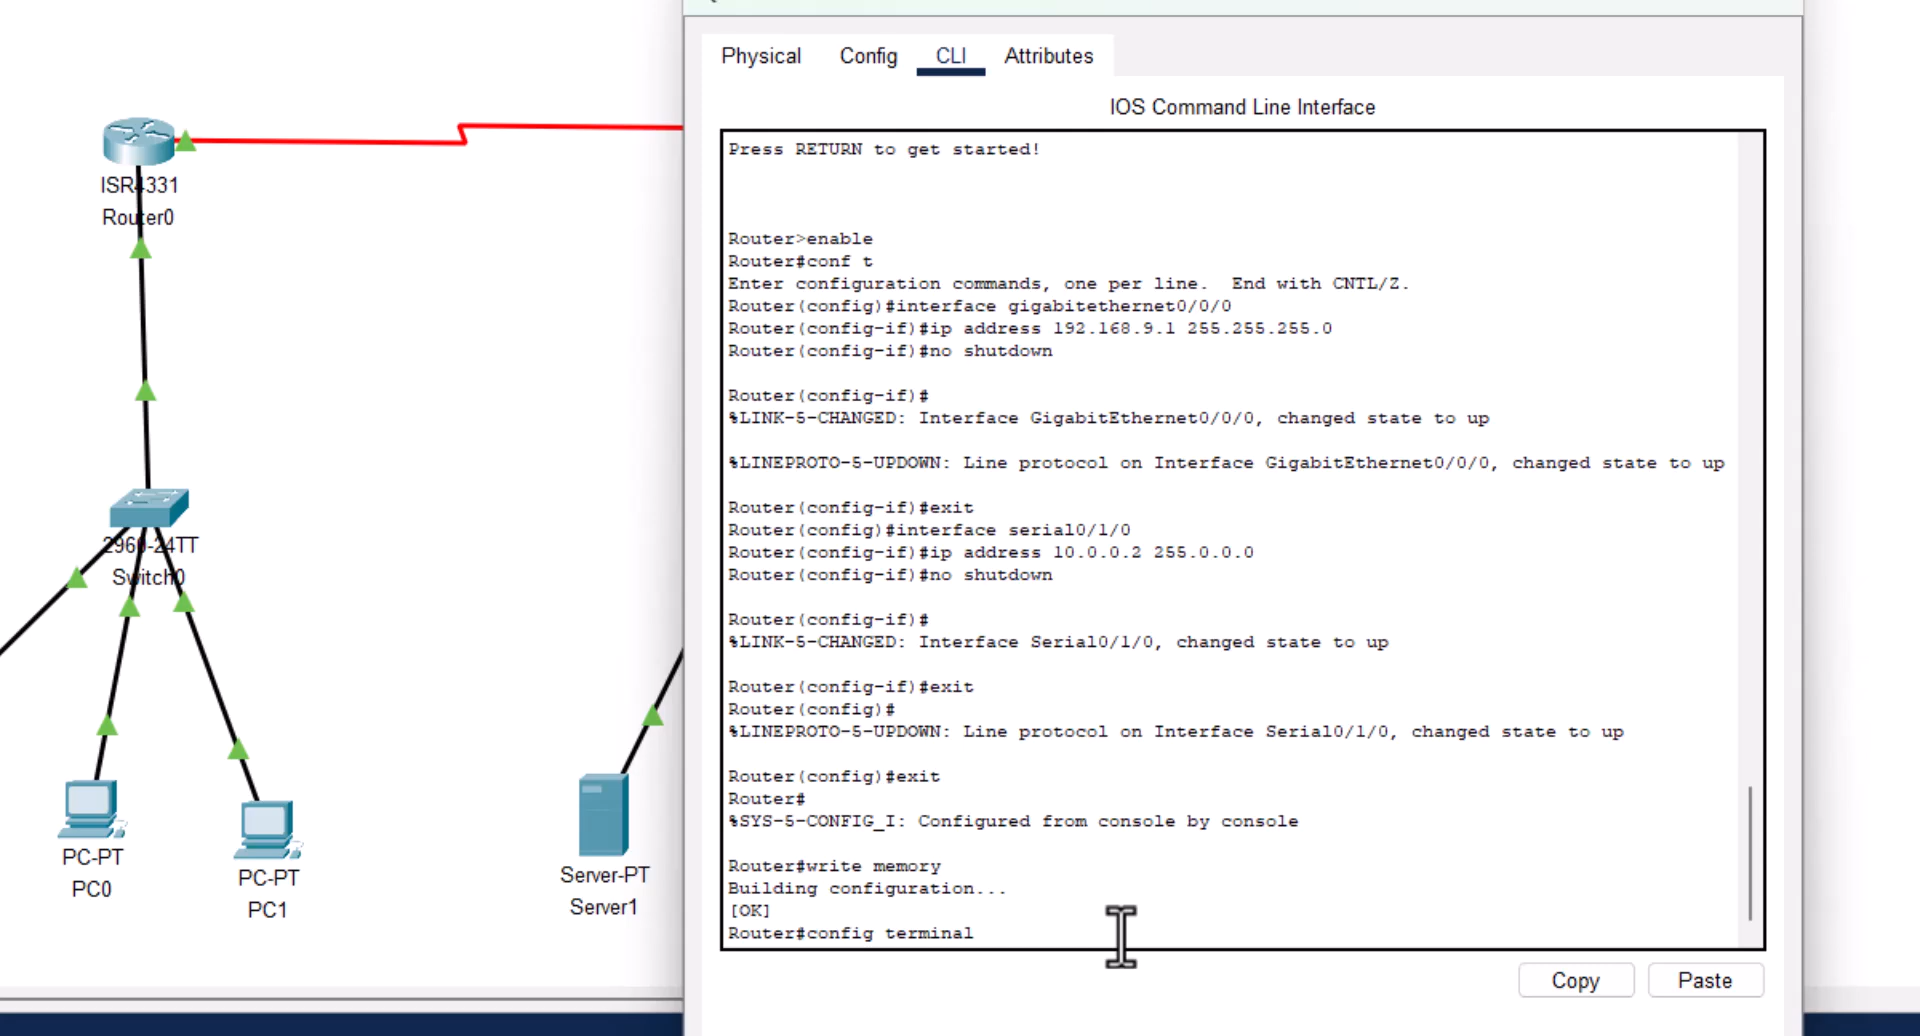 Physical
Config
CLI
Attributes
IOS Command Line Interface
Press RETURN to get started!
Router>enable
Router#conf t
Enter configuration commands, one per line.  End with CNTL/Z.
Router(config)#interface gigabitethernet0/0/0
Router(config-if)#ip address 192.168.9.1 255.255.255.0
Router(config-if)#no shutdown
Router(config-if)#
%LINK-5-CHANGED: Interface GigabitEthernet0/0/0, changed state to up
%LINEPROTO-5-UPDOWN: Line protocol on Interface GigabitEthernet0/0/0, changed state to up
Router(config-if)#exit
Router(config)#interface serial0/1/0
Router(config-if)#ip address 10.0.0.2 255.0.0.0
Router(config-if)#no shutdown
Router(config-if)#
%LINK-5-CHANGED: Interface Serial0/1/0, changed state to up
Router(config-if)#exit
Router(config)#
%LINEPROTO-5-UPDOWN: Line protocol on Interface Serial0/1/0, changed state to up
Router(config)#exit
Router#
%SYS-5-CONFIG_I: Configured from console by console
Router#write memory
Building configuration...
[OK]
Router#config terminal
Copy
Paste
ISR4331
Router0
2960-24TT
Switch0
PC-PT
PC0
PC-PT
PC1
Server-PT
Server1